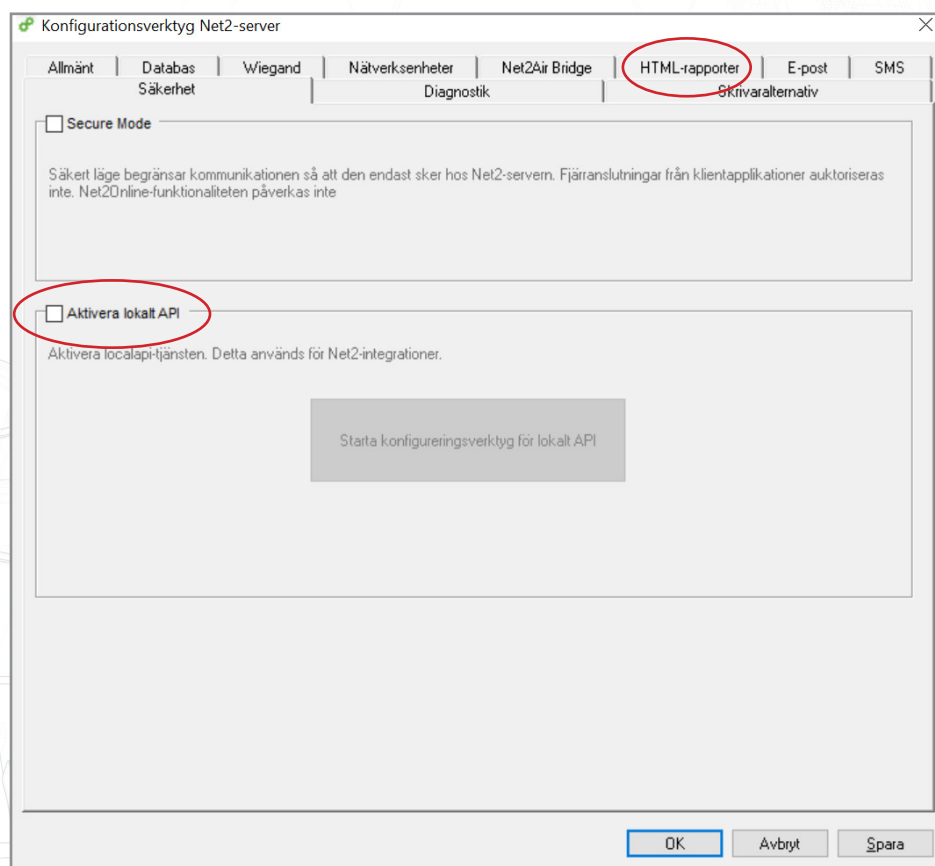 Konfigurationsverktyg Net2-server
Allmänt Databas Wiegand Nätverksenheter Net2Air Bridge HTML-rapporter E-post SMS
Säkerhet Diagnostik Skrivaralternativ
Secure Mode
Säkert läge begränsar kommunikationen så att den endast sker hos Net2-servern. Fjärranslutningar från klientapplikationer auktoriseras
inte. Net2Online-funktionaliteten påverkas inte
Aktivera lokalt API
Aktivera localapi-tjänsten. Detta används för Net2-integrationer.
Starta konfigureringsverktyg för lokalt API
OK Avbryt Spara